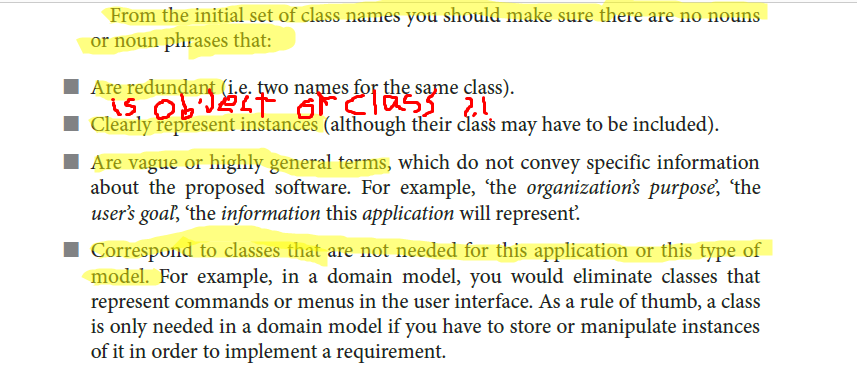 From the initial set of class names you should make sure there are no nouns
or noun phrases that:
Are redundant (i.e. two names for the same class).
is object or class ?!
Clearly represent instances (although their class may have to be included).
Are vague or highly general terms, which do not convey specific information
about the proposed software. For example, ‘the organization’s purpose’, ‘the
user’s goal’, ‘the information this application will represent’.
Correspond to classes that are not needed for this application or this type of
model. For example, in a domain model, you would eliminate classes that
represent commands or menus in the user interface. As a rule of thumb, a class
is only needed in a domain model if you have to store or manipulate instances
of it in order to implement a requirement.